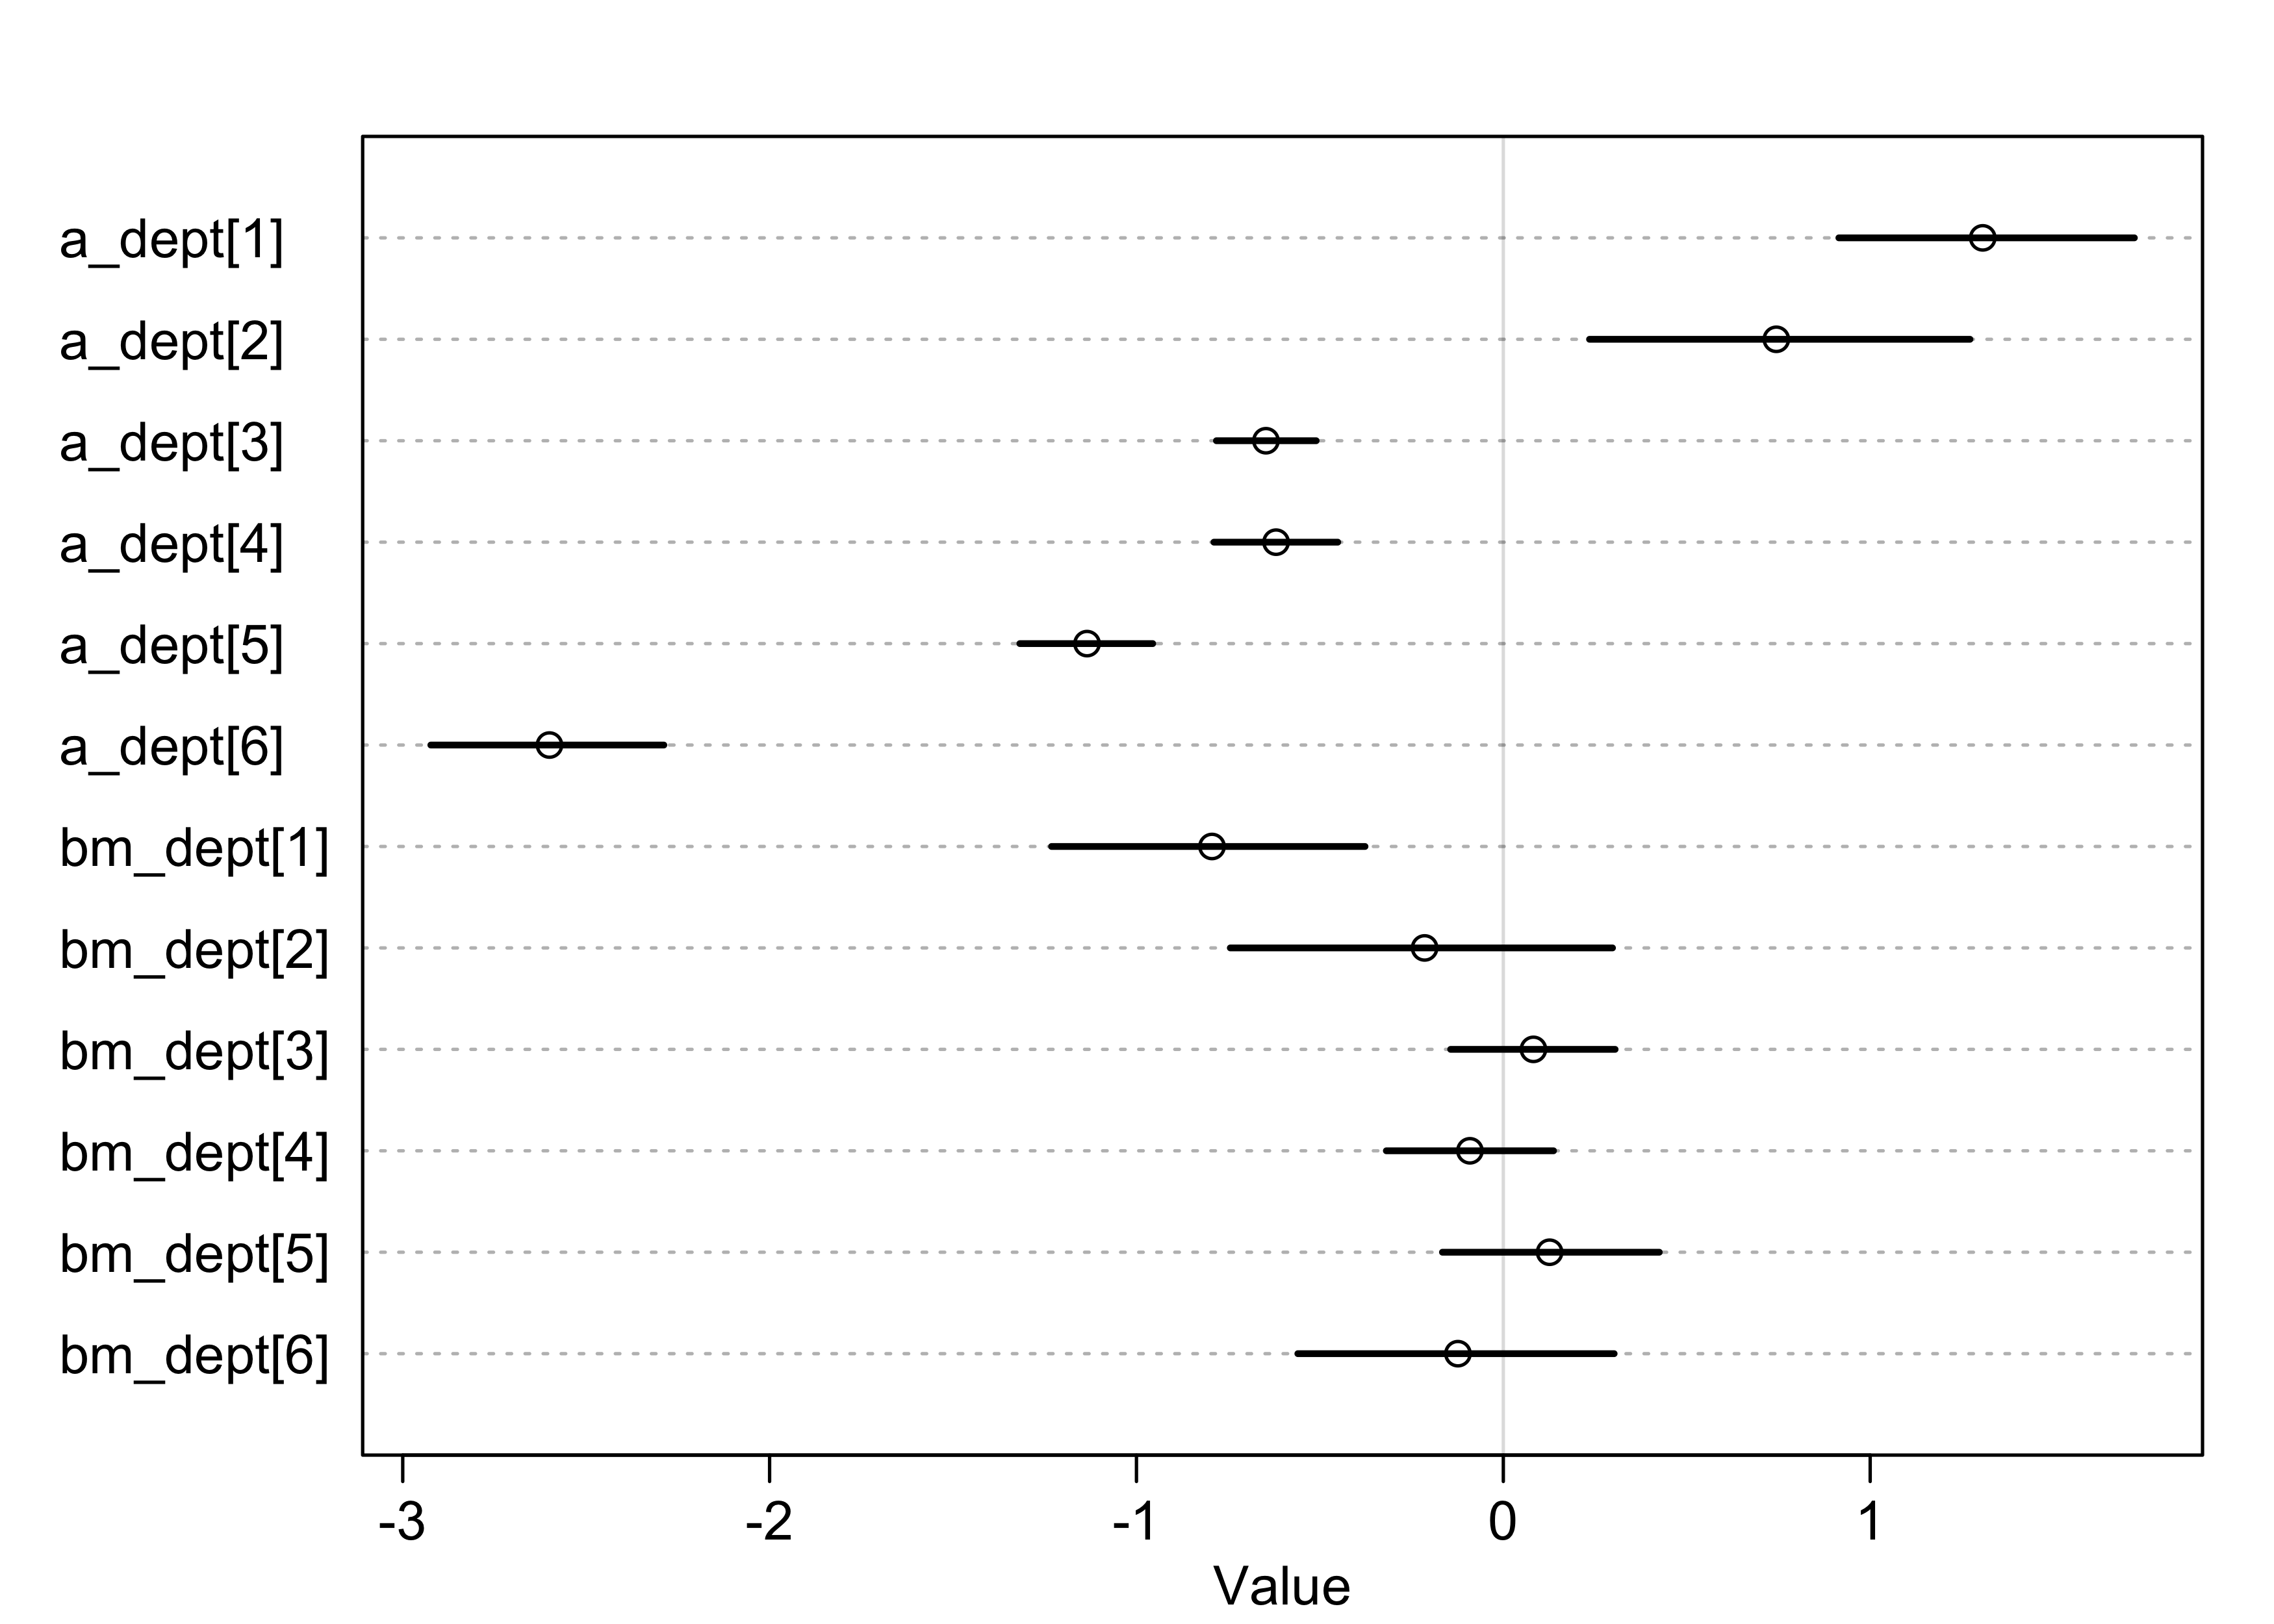 a_dept[1]
a_dept[2]
a_dept[3]
a_dept[4]
a_dept[5]
a_dept[6]
bm_dept[1]
bm_dept[2]
bm_dept[3]
bm_dept[4]
bm_dept[5]
bm_dept[6]
-3 -2 -1 0 1
Value